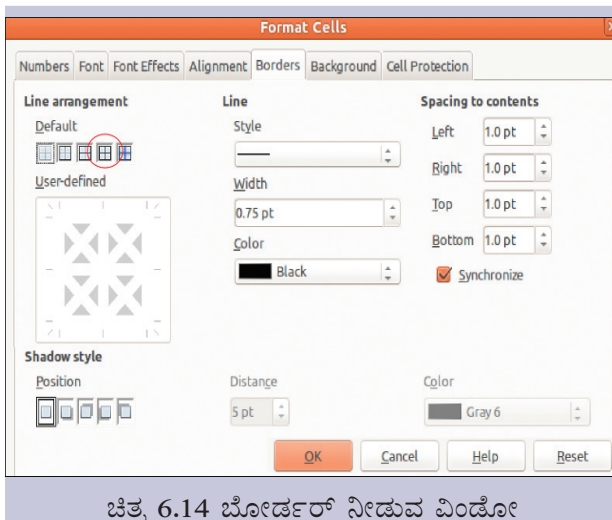 Format Cells
Numbers Font Font Effects Alignment Borders Background Cell Protection
Line arrangement
Default
User-defined
Line
Style
Width
0.75 pt
Color
Black
Spacing to contents
Left 1.0 pt
Right 1.0 pt
Top 1.0 pt
Bottom 1.0 pt
Synchronize
Shadow style
Position
Distance
5 pt
Color
Gray 6
OK Cancel Help Reset
ಚಿತ್ರ 6.14 ಬೋರ್ಡರ್ ನೀಡುವ ವಿಂಡೋ